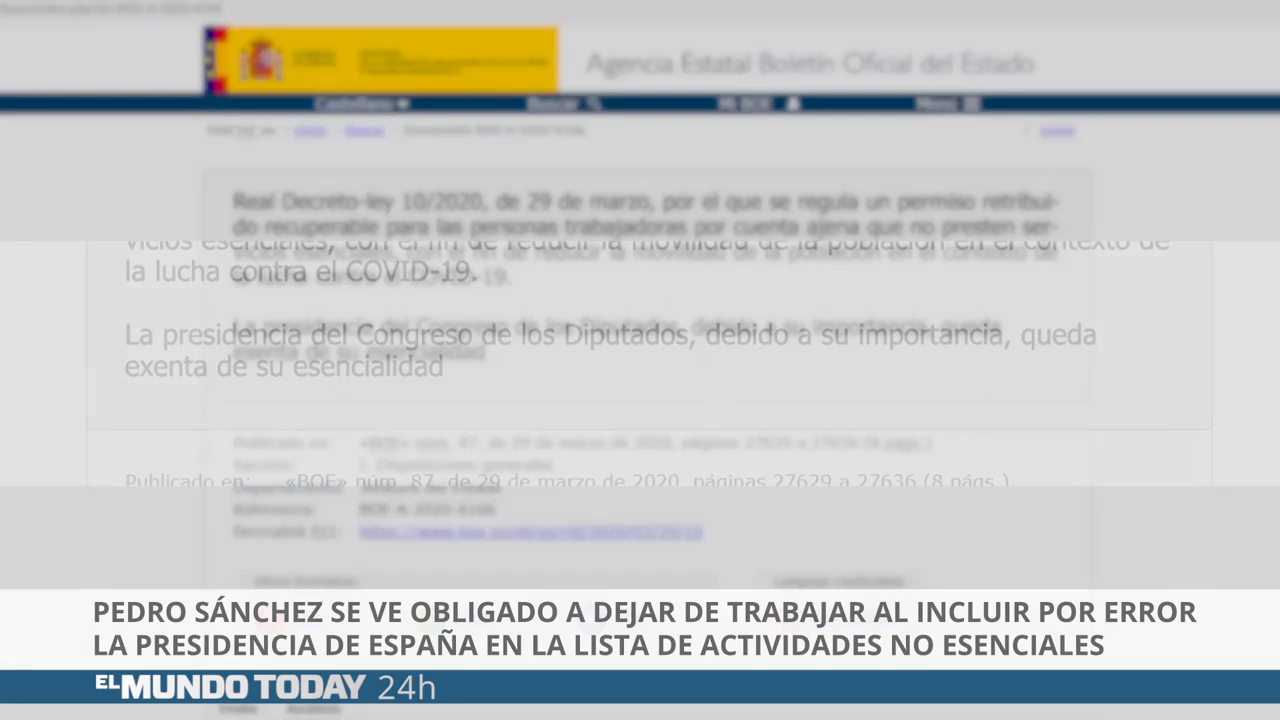 Agencia Estatal Boletín Oficial del Estado
Castellano
Buscar
Mi BOE
Menú
Real Decreto-ley 10/2020, de 29 de marzo, por el que se regula un permiso retribui-
do recuperable para las personas trabajadoras por cuenta ajena que no presten ser-
vicios esenciales, con el fin de reducir la movilidad de la población en el contexto de
la lucha contra el COVID-19.
La presidencia del Congreso de los Diputados, debido a su importancia, queda
exenta de su esencialidad
Publicado en: «BOE» núm. 87, de 29 de marzo de 2020, páginas 27629 a 27636 (8 págs.)
PEDRO SÁNCHEZ SE VE OBLIGADO A DEJAR DE TRABAJAR AL INCLUIR POR ERROR
LA PRESIDENCIA DE ESPAÑA EN LA LISTA DE ACTIVIDADES NO ESENCIALES
EL MUNDO TODAY 24h